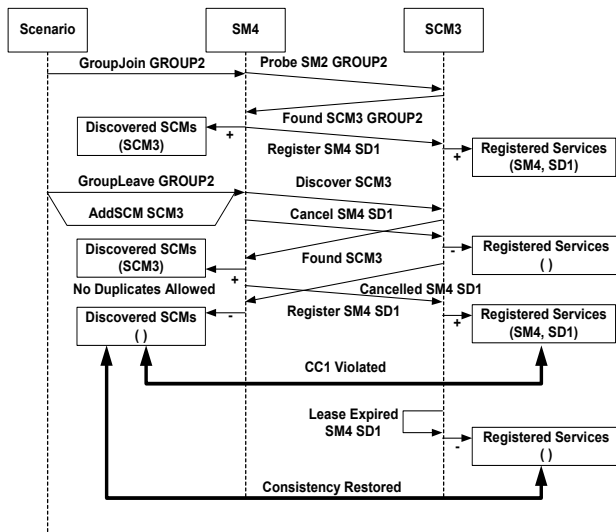 Scenario
SM4
SCM3
GroupJoin GROUP2
Probe SM2 GROUP2
Found SCM3 GROUP2
Discovered SCMs
(SCM3)
+
Register SM4 SD1
+
Registered Services
(SM4, SD1)
GroupLeave GROUP2
Discover SCM3
AddSCM SCM3
Cancel SM4 SD1
Discovered SCMs
(SCM3)
+
Found SCM3
-
Registered Services
( )
No Duplicates Allowed
Cancelled SM4 SD1
Discovered SCMs
( )
-
Register SM4 SD1
+
Registered Services
(SM4, SD1)
CC1 Violated
Lease Expired
SM4 SD1
-
Registered Services
( )
Consistency Restored